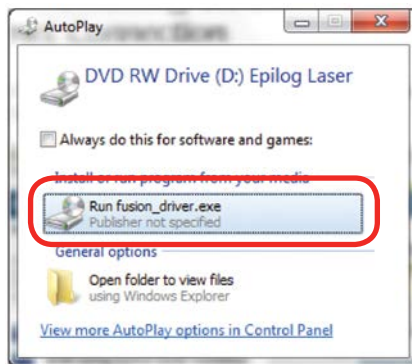 AutoPlay
DVD RW Drive (D:) Epilog Laser
Always do this for software and games:
Install or run program from your media
Run fusion_driver.exe
Publisher not specified
General options
Open folder to view files
using Windows Explorer
View more AutoPlay options in Control Panel